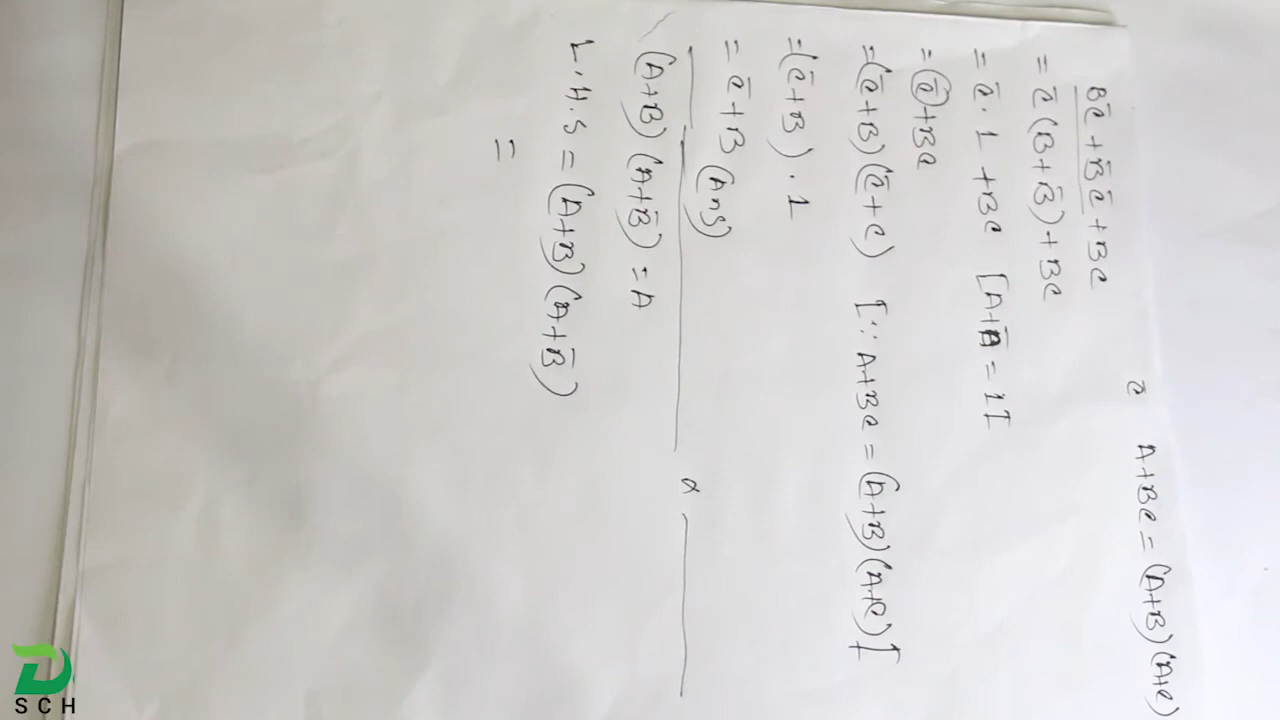 A+BC = (A+B)(A+C)
C̄
BC̄ + B̄C̄ + BC
= C̄(B+B̄)+BC
= C̄·1 +BC [A+Ā = 1]
= C̄+BC
=(C̄+B)(C̄+C) [∵ A+BC = (A+B)(A+C)]
=(C̄+B)·1
= C̄+B (Ans)
(A+B)(A+B̄) = A
L.H.S = (A+B)(A+B̄)
=
SCH